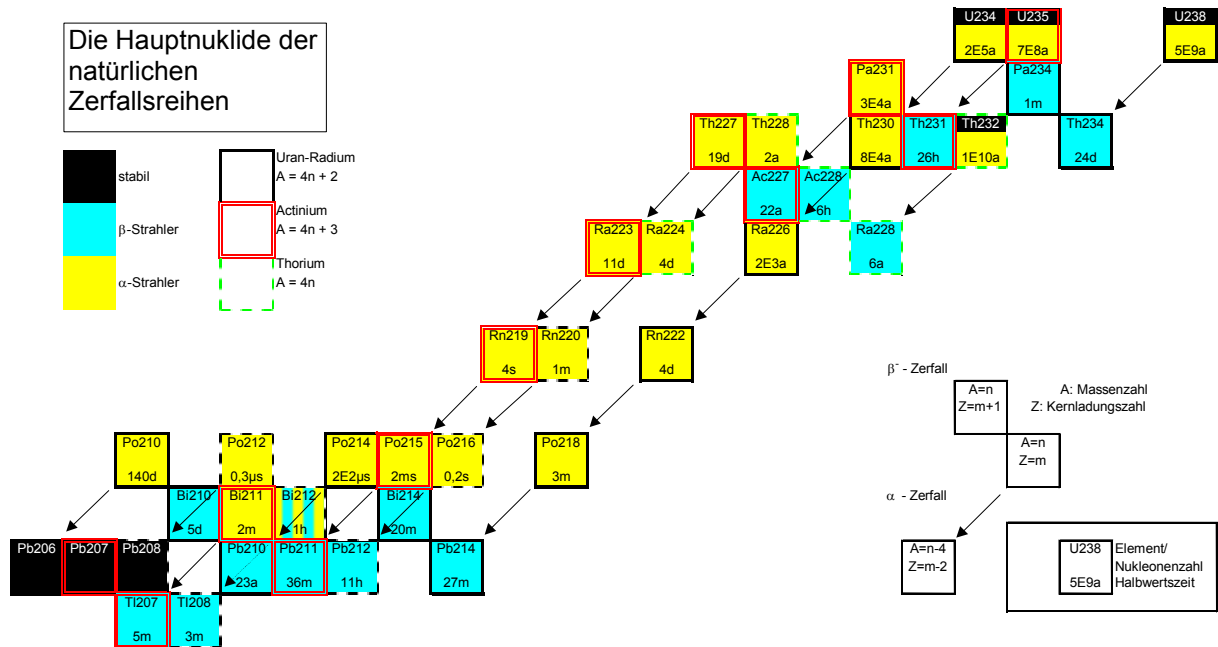 Die Hauptnuklide der
natürlichen
Zerfallsreihen
stabil
β-Strahler
α-Strahler
Uran-Radium
A = 4n + 2
Actinium
A = 4n + 3
Thorium
A = 4n
U234 U235 U238
2E5a 7E8a 5E9a
Pa231 Pa234
3E4a 1m
Th227 Th228 Th230 Th231 Th232 Th234
19d 2a 8E4a 26h 1E10a 24d
Ac227 Ac228
22a 6h
Ra223 Ra224 Ra226 Ra228
11d 4d 2E3a 6a
Rn219 Rn220 Rn222
4s 1m 4d
Po210 Po212 Po214 Po215 Po216 Po218
140d 0,3µs 2E2µs 2ms 0,2s 3m
Bi210 Bi211 Bi212 Bi214
5d 2m 1h 20m
Pb206 Pb207 Pb208 Pb210 Pb211 Pb212 Pb214
23a 36m 11h 27m
Tl207 Tl208
5m 3m
β⁻ - Zerfall
A=n
Z=m+1
A: Massenzahl
Z: Kernladungszahl
A=n
Z=m
α - Zerfall
A=n-4
Z=m-2
U238 Element/
Nukleonenzahl
5E9a Halbwertszeit